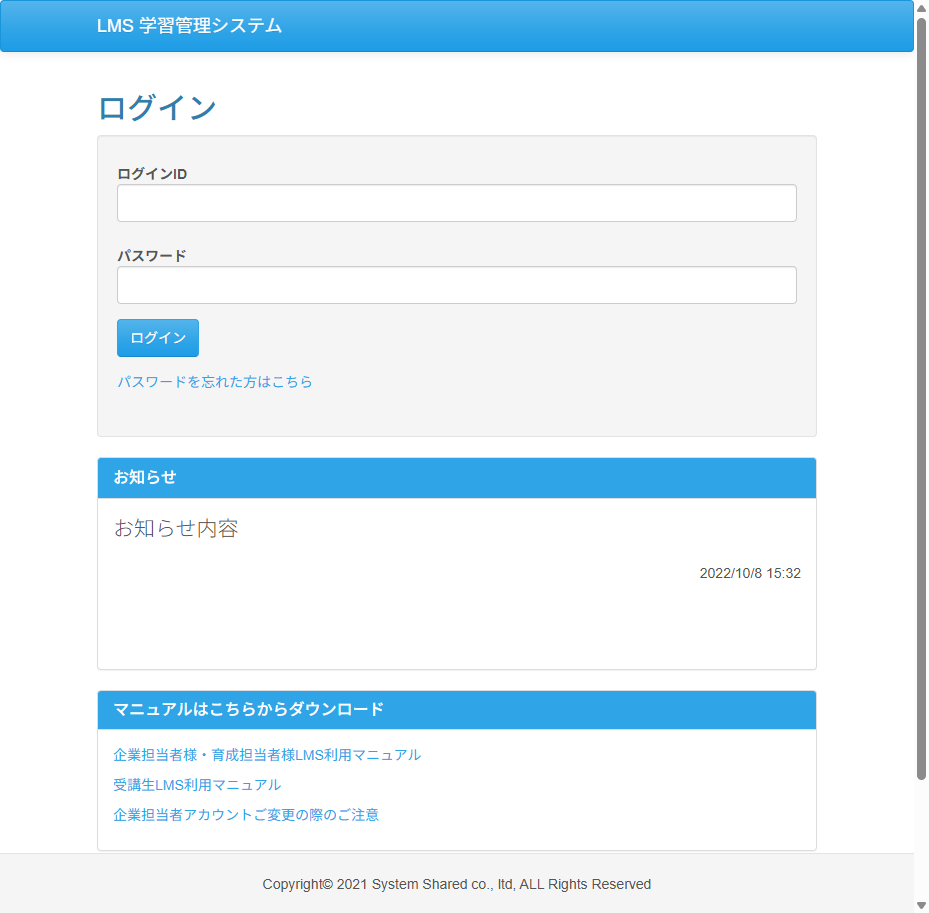 LMS 学習管理システム
ログイン
ログインID
パスワード
ログイン
パスワードを忘れた方はこちら
お知らせ
お知らせ内容
2022/10/8 15:32
マニュアルはこちらからダウンロード
企業担当者様・育成担当者様LMS利用マニュアル
受講生LMS利用マニュアル
企業担当者アカウントご変更の際のご注意
Copyright© 2021 System Shared co., ltd, ALL Rights Reserved